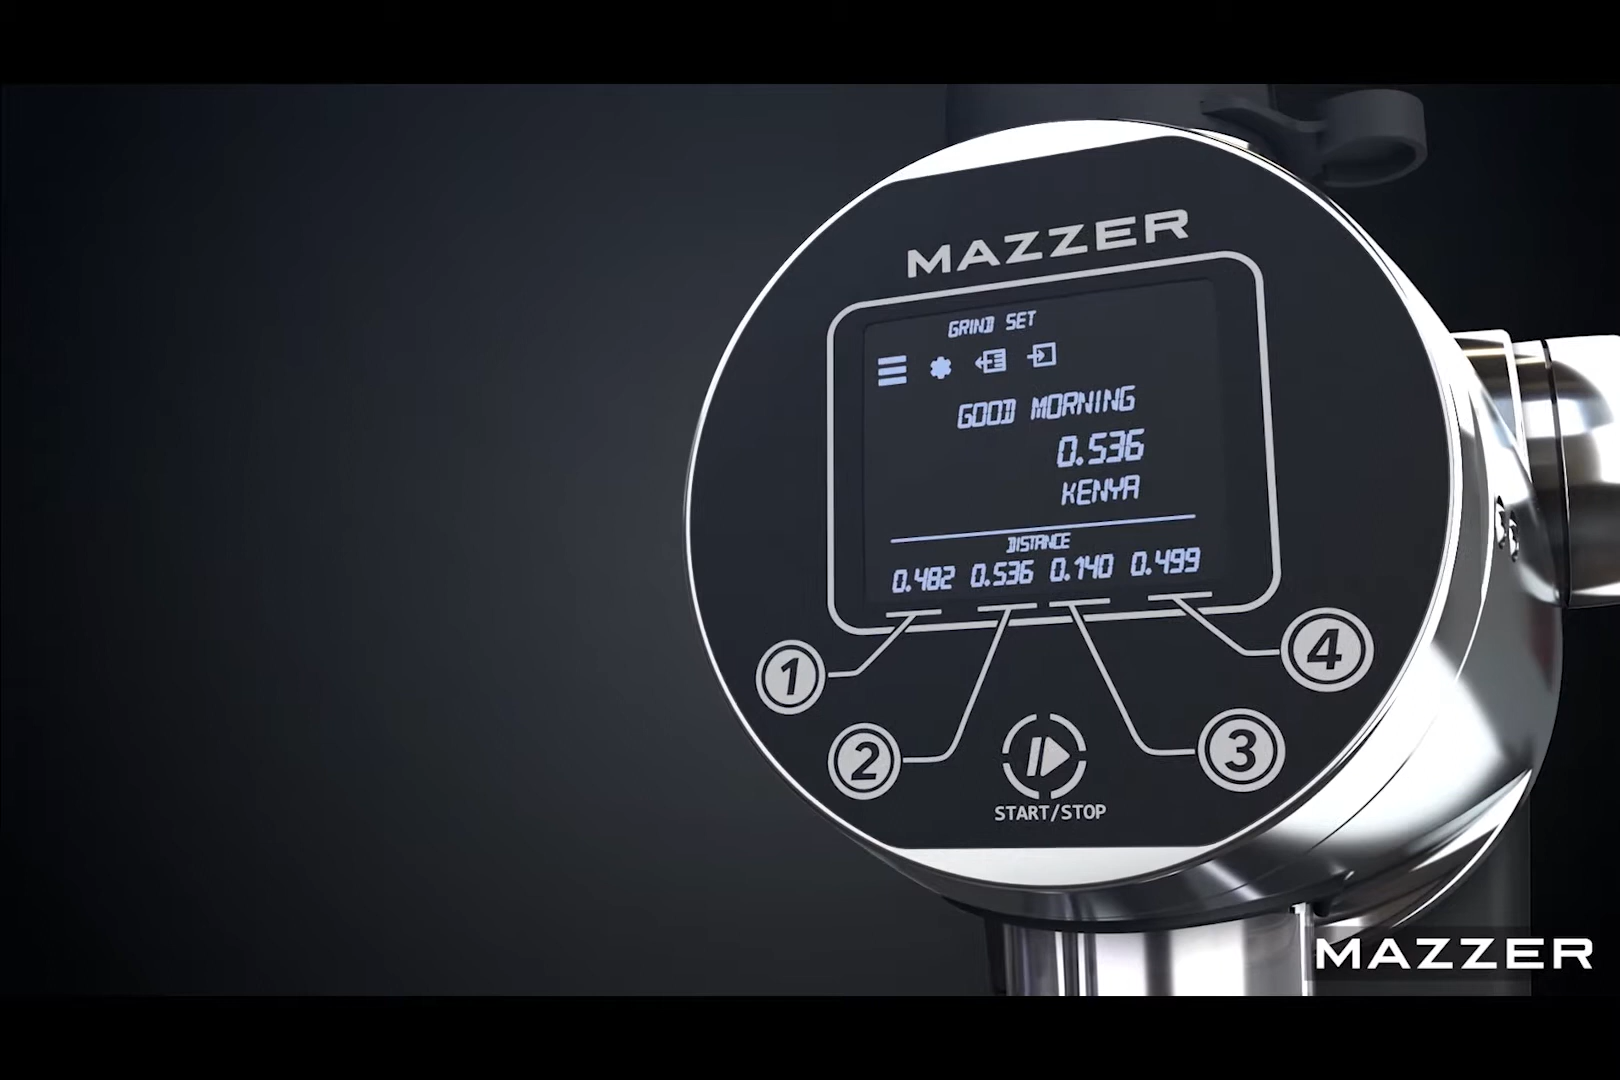 MAZZER
GRIND SET
GOOD MORNING
0.536
KENYA
DISTANCE
0.482 0.536 0.140 0.499
1
4
2
3
START/STOP
MAZZER